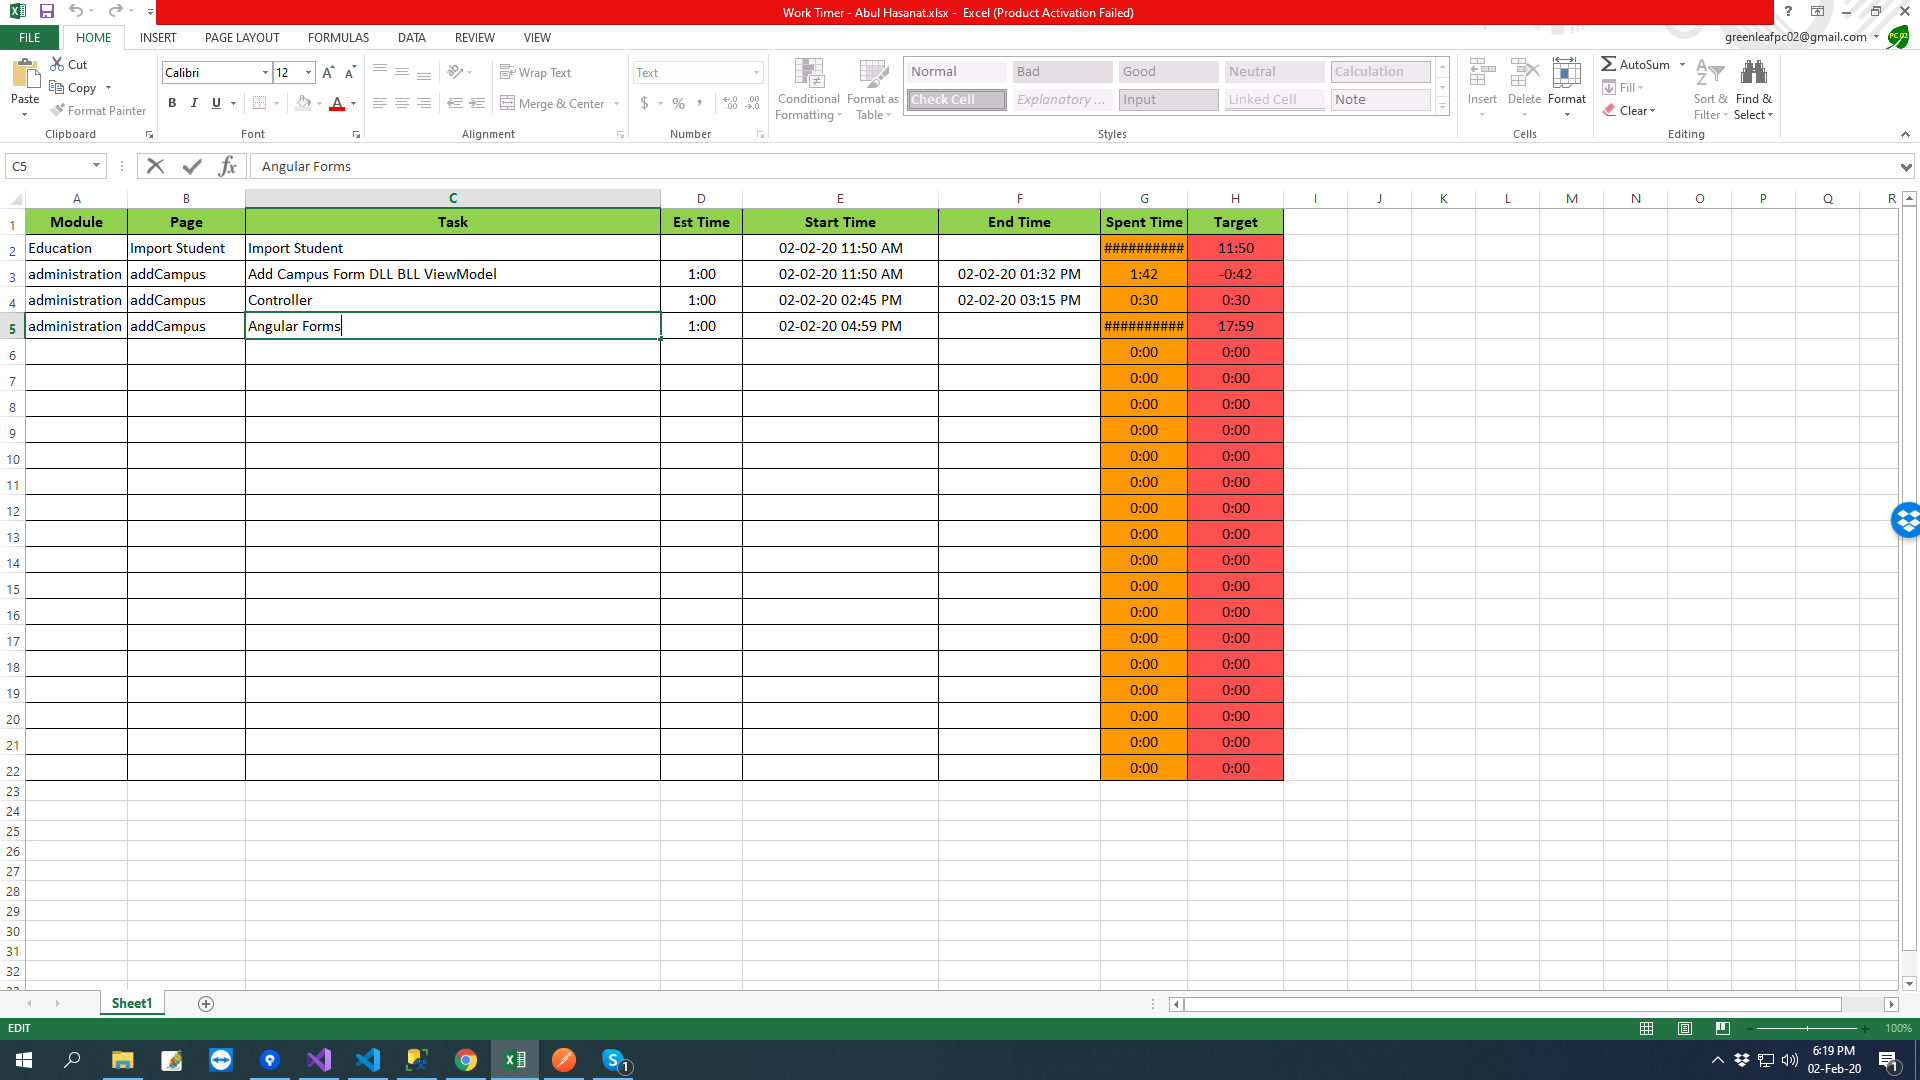 Work Timer - Abul Hasanat.xlsx - Excel (Product Activation Failed)
FILE HOME INSERT PAGE LAYOUT FORMULAS DATA REVIEW VIEW
greenleafpc02@gmail.com
PC 02
Paste
Cut
Copy
Format Painter
Clipboard
Calibri 12
B I U
Font
Wrap Text
Merge & Center
Alignment
Text
$ % ,
Number
Conditional Formatting
Format as Table
Normal Bad Good Neutral Calculation
Check Cell Explanatory ... Input Linked Cell Note
Styles
Insert Delete Format
Cells
AutoSum
Fill
Clear
Sort & Filter
Find & Select
Editing
C5 fx Angular Forms
A B C D E F G H I J K L M N O P Q R
1 Module Page Task Est Time Start Time End Time Spent Time Target
2 Education Import Student Import Student 02-02-20 11:50 AM ########## 11:50
3 administration addCampus Add Campus Form DLL BLL ViewModel 1:00 02-02-20 11:50 AM 02-02-20 01:32 PM 1:42 -0:42
4 administration addCampus Controller 1:00 02-02-20 02:45 PM 02-02-20 03:15 PM 0:30 0:30
5 administration addCampus Angular Forms 1:00 02-02-20 04:59 PM ########## 17:59
6 0:00 0:00
7 0:00 0:00
8 0:00 0:00
9 0:00 0:00
10 0:00 0:00
11 0:00 0:00
12 0:00 0:00
13 0:00 0:00
14 0:00 0:00
15 0:00 0:00
16 0:00 0:00
17 0:00 0:00
18 0:00 0:00
19 0:00 0:00
20 0:00 0:00
21 0:00 0:00
22 0:00 0:00
23
24
25
26
27
28
29
30
31
32
Sheet1
EDIT
100%
6:19 PM
02-Feb-20
1
1